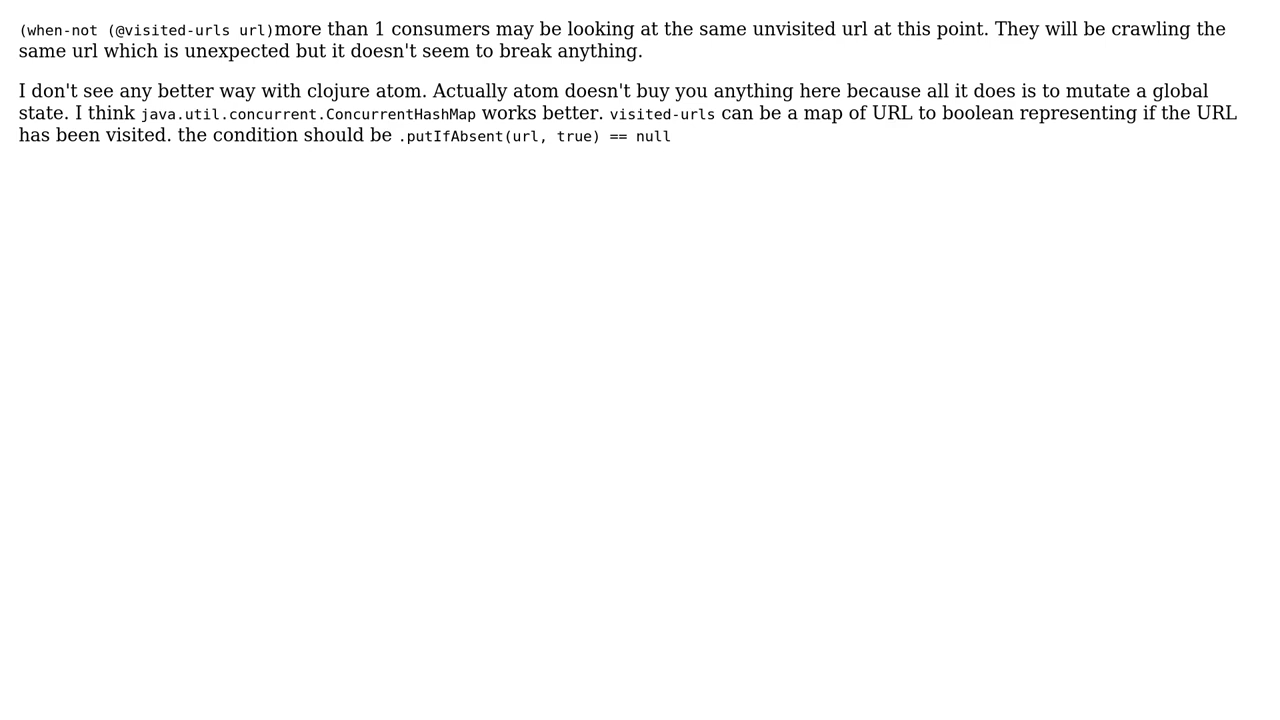 (when-not (@visited-urls url)more than 1 consumers may be looking at the same unvisited url at this point. They will be crawling the
same url which is unexpected but it doesn't seem to break anything.
I don't see any better way with clojure atom. Actually atom doesn't buy you anything here because all it does is to mutate a global
state. I think java.util.concurrent.ConcurrentHashMap works better. visited-urls can be a map of URL to boolean representing if the URL
has been visited. the condition should be .putIfAbsent(url, true) == null